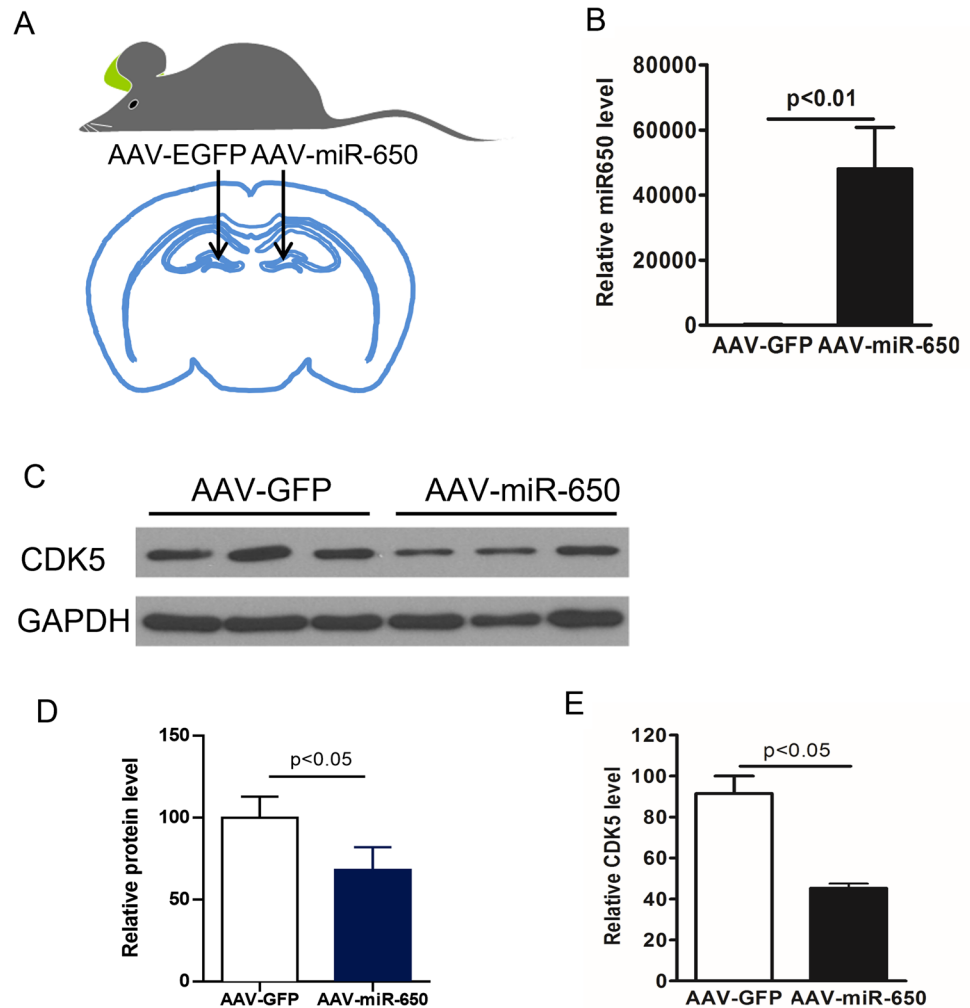 A
AAV-EGFP AAV-miR-650
B
Relative miR650 level
80000
60000
40000
20000
0
p<0.01
AAV-GFP AAV-miR-650
C
AAV-GFP AAV-miR-650
CDK5
GAPDH
D
Relative protein level
150
100
50
0
p<0.05
AAV-GFP AAV-miR-650
E
Relative CDK5 level
120
100
80
60
40
20
0
p<0.05
AAV-GFP AAV-miR-650